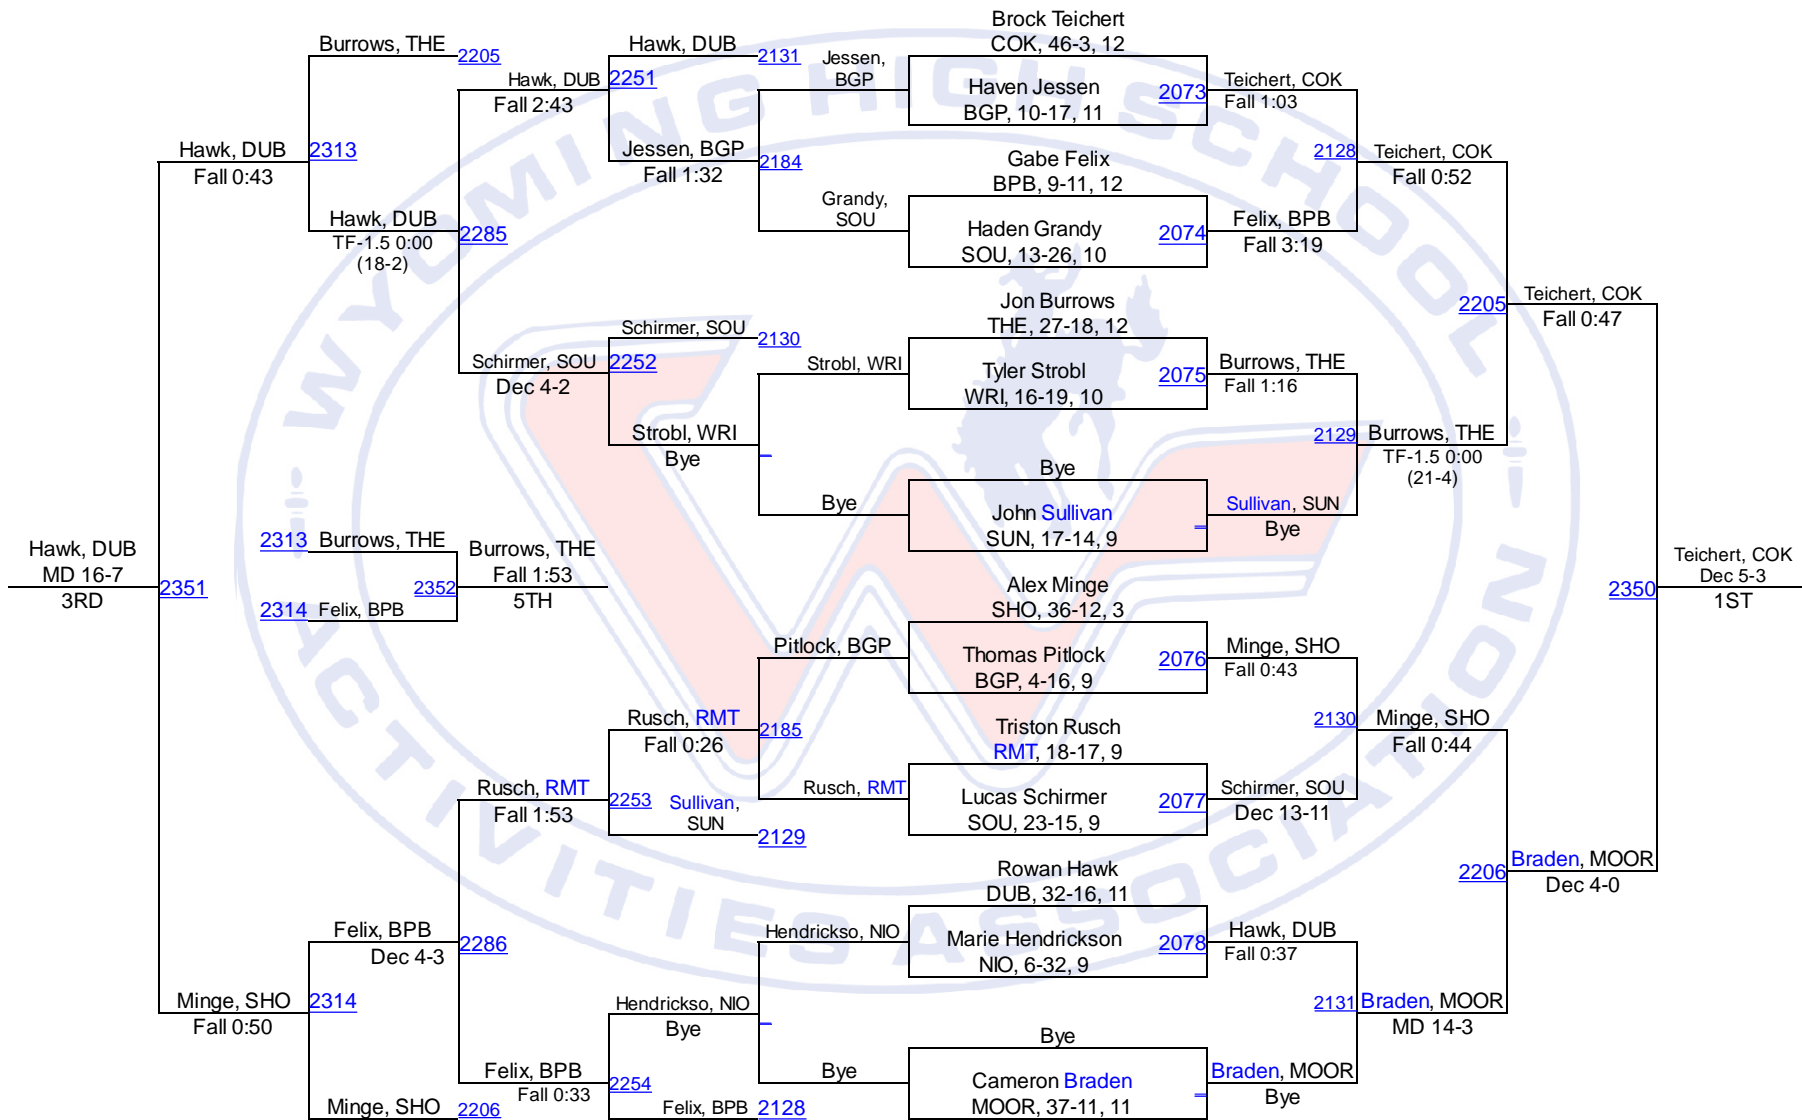 Brock Teichert
COK, 46-3, 12
Burrows, THE
2205
Hawk, DUB
2131
Jessen,
BGP
Hawk, DUB
2251
Fall 2:43
Haven Jessen
BGP, 10-17, 11
2073
Teichert, COK
Fall 1:03
Hawk, DUB
Fall 0:43
2313
Jessen, BGP
Fall 1:32
2184
Gabe Felix
BPB, 9-11, 12
2128
Teichert, COK
Fall 0:52
Grandy,
SOU
Hawk, DUB
TF-1.5 0:00
(18-2)
2285
Haden Grandy
SOU, 13-26, 10
2074
Felix, BPB
Fall 3:19
Jon Burrows
THE, 27-18, 12
2205
Teichert, COK
Fall 0:47
Schirmer, SOU
2130
Schirmer, SOU
Dec 4-2
2252
Strobl, WRI
Tyler Strobl
WRI, 16-19, 10
2075
Burrows, THE
Fall 1:16
Strobl, WRI
Bye
2129
Burrows, THE
TF-1.5 0:00
(21-4)
Bye
Bye
John Sullivan
SUN, 17-14, 9
Sullivan, SUN
Bye
Hawk, DUB
MD 16-7
3RD
2351
2313
Burrows, THE
2352
2314
Felix, BPB
Burrows, THE
Fall 1:53
5TH
Alex Minge
SHO, 36-12, 3
2350
Teichert, COK
Dec 5-3
1ST
Pitlock, BGP
Thomas Pitlock
BGP, 4-16, 9
2076
Minge, SHO
Fall 0:43
Rusch, RMT
Fall 0:26
2185
Triston Rusch
RMT, 18-17, 9
2130
Minge, SHO
Fall 0:44
Rusch, RMT
Fall 1:53
2253
Sullivan,
SUN
2129
Rusch, RMT
Lucas Schirmer
SOU, 23-15, 9
2077
Schirmer, SOU
Dec 13-11
Rowan Hawk
DUB, 32-16, 11
2206
Braden, MOOR
Dec 4-0
Felix, BPB
Dec 4-3
2286
Hendrickso, NIO
Marie Hendrickson
NIO, 6-32, 9
2078
Hawk, DUB
Fall 0:37
Minge, SHO
Fall 0:50
2314
Hendrickso, NIO
Bye
2131
Braden, MOOR
MD 14-3
Bye
Felix, BPB
Fall 0:33
2254
Bye
Cameron Braden
MOOR, 37-11, 11
Braden, MOOR
Bye
Minge, SHO
2206
Felix, BPB
2128
WYOMING HIGH SCHOOL
ACTIVITIES ASSOCIATION